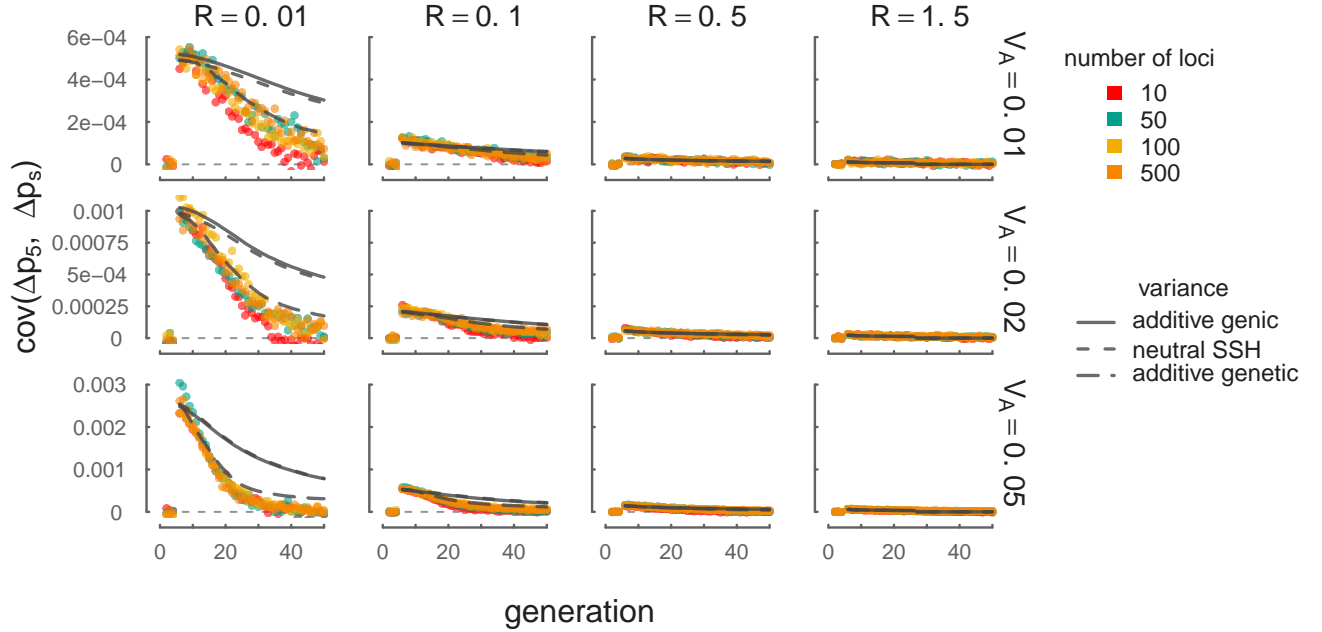 R = 0. 01
R = 0. 1
R = 0. 5
R = 1. 5
6e−04
4e−04
2e−04
0
V_A = 0. 01
0.001
0.00075
5e−04
0.00025
0
V_A = 0. 02
0.003
0.002
0.001
0
V_A = 0. 05
cov(Δp₅, Δpₛ)
0 20 40
0 20 40
0 20 40
0 20 40
generation
number of loci
10
50
100
500
variance
additive genic
neutral SSH
additive genetic